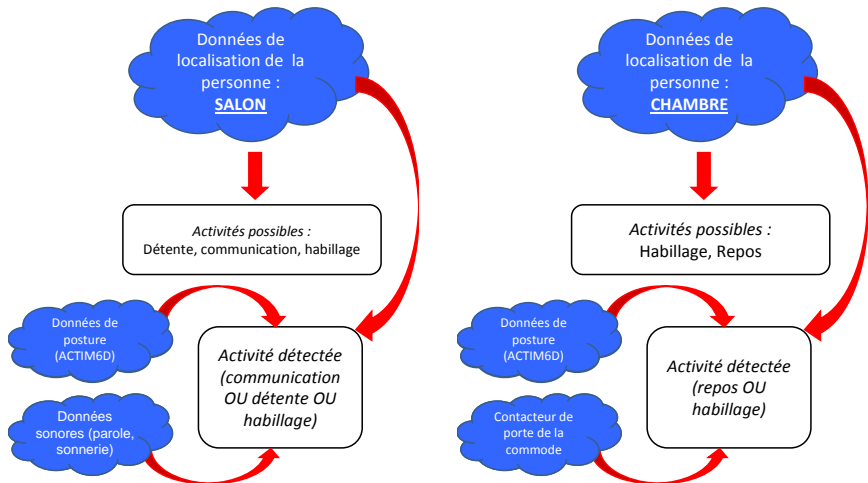 Données de
localisation de la
personne :
SALON
Activités possibles :
Détente, communication, habillage
Données de
posture
(ACTIM6D)
Données
sonores (parole,
sonnerie)
Activité détectée
(communication
OU détente OU
habillage)
Données de
localisation de la
personne :
CHAMBRE
Activités possibles :
Habillage, Repos
Données de
posture
(ACTIM6D)
Contacteur de
porte de la
commode
Activité détectée
(repos OU
habillage)